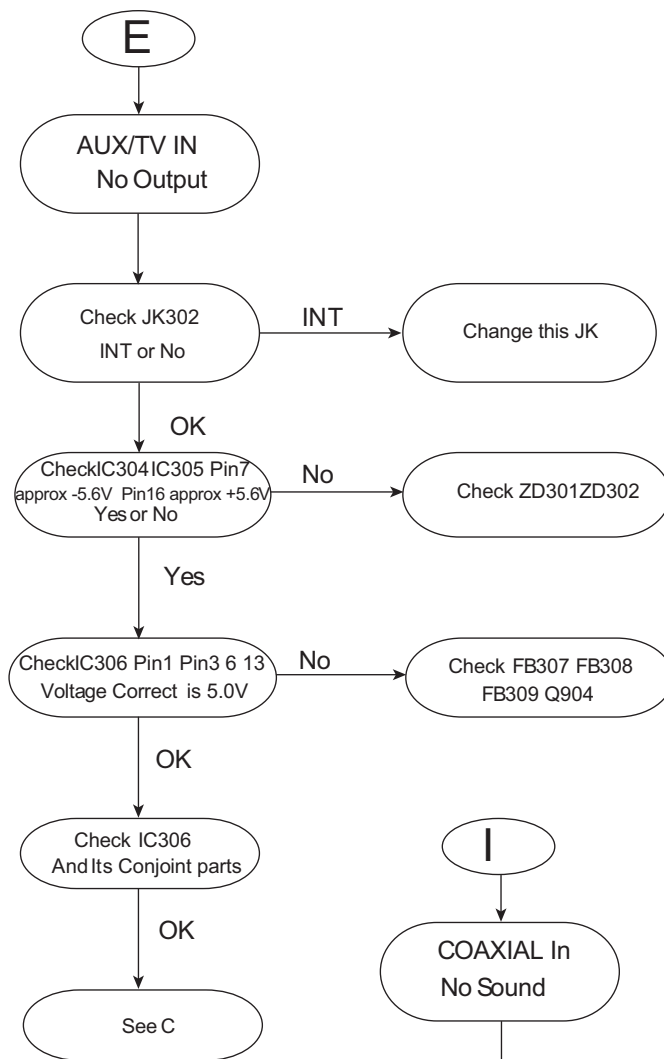 E
AUX/TV IN
No Output
Check JK302
INT or No
INT
Change this JK
OK
CheckIC304IC305 Pin7
approx -5.6V Pin16 approx +5.6V
Yes or No
No
Check ZD301ZD302
Yes
CheckIC306 Pin1 Pin3 6 13
Voltage Correct is 5.0V
No
Check FB307 FB308
FB309 Q904
OK
Check IC306
And Its Conjoint parts
OK
See C
I
COAXIAL In
No Sound